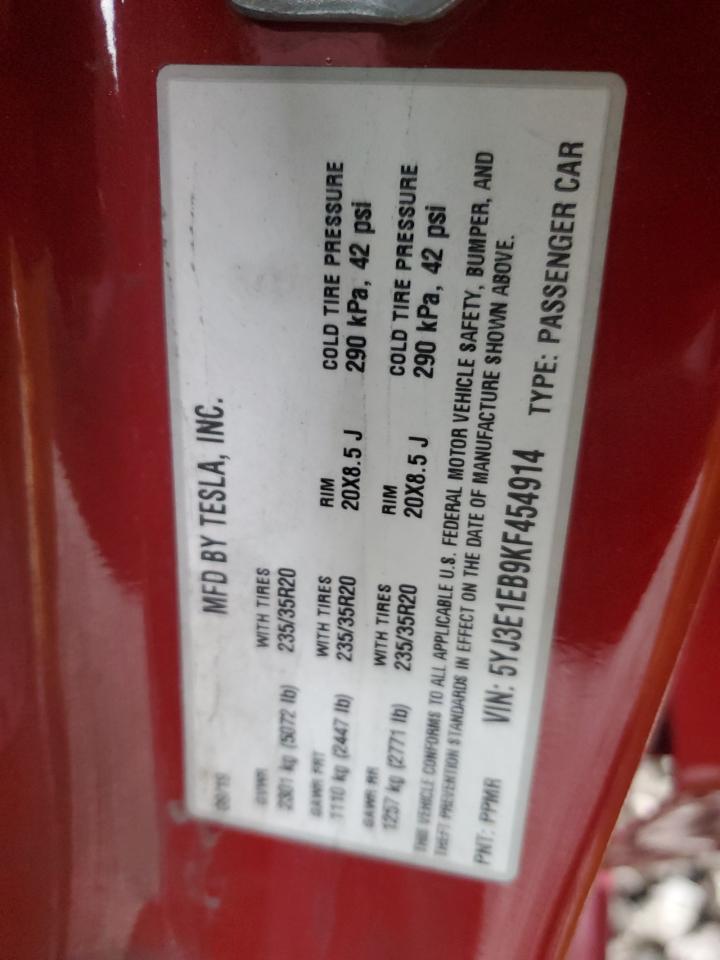 MFD BY TESLA, INC.
GVWR
2301 kg (5072 lb)
WITH TIRES
235/35R20
GAWR FRT
1110 kg (2447 lb)
WITH TIRES
235/35R20
RIM
20X8.5 J
COLD TIRE PRESSURE
290 kPa, 42 psi
GAWR RR
1257 kg (2771 lb)
WITH TIRES
235/35R20
RIM
20X8.5 J
COLD TIRE PRESSURE
290 kPa, 42 psi
THIS VEHICLE CONFORMS TO ALL APPLICABLE U.S. FEDERAL MOTOR VEHICLE SAFETY, BUMPER, AND
THEFT PREVENTION STANDARDS IN EFFECT ON THE DATE OF MANUFACTURE SHOWN ABOVE.
PNT: PPMR VIN: 5YJ3E1EB9KF454914 TYPE: PASSENGER CAR